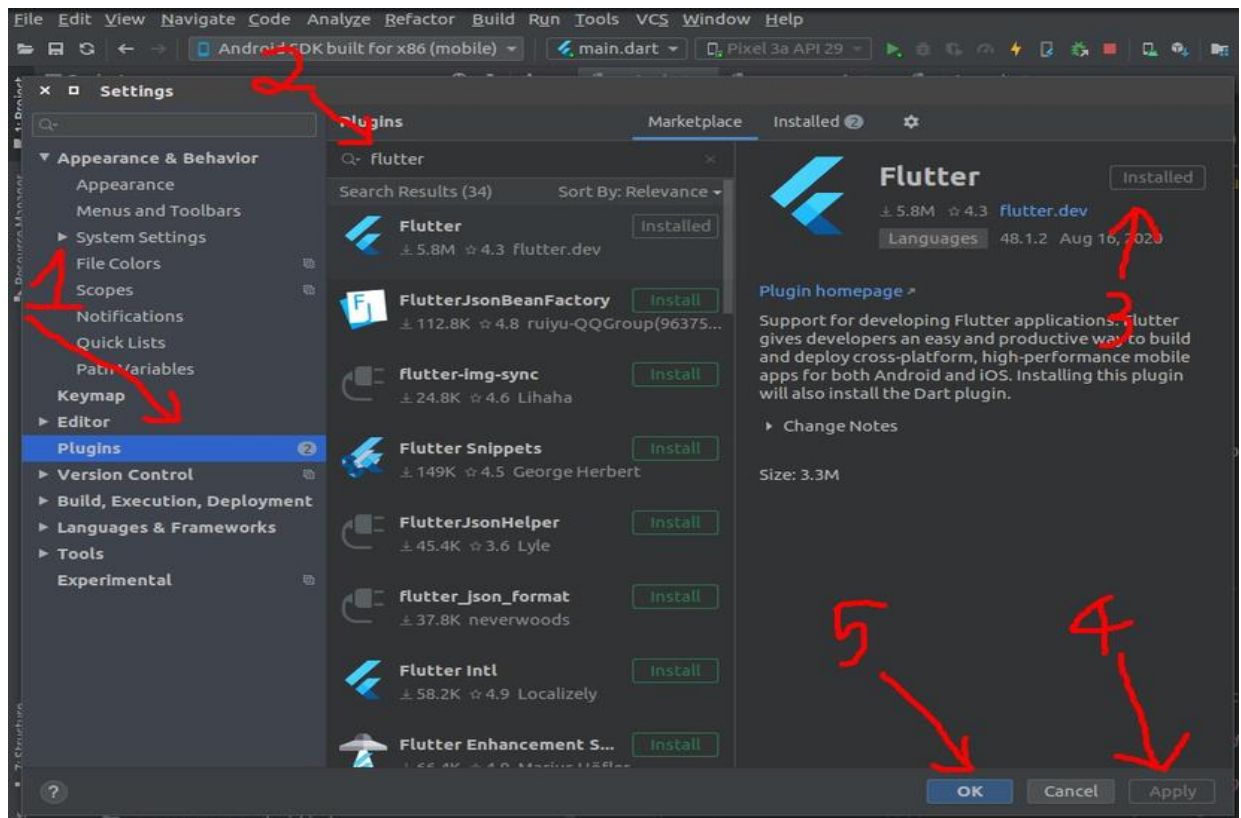 File Edit View Navigate Code Analyze Refactor Build Run Tools VCS Window Help
Android SDK built for x86 (mobile) main.dart Pixel 3a API 29
1: Project
Resource Manager
7: Structure
Settings
Appearance & Behavior
Appearance
Menus and Toolbars
System Settings
File Colors
Scopes
Notifications
Quick Lists
Path Variables
Keymap
Editor
Plugins 2
Version Control
Build, Execution, Deployment
Languages & Frameworks
Tools
Experimental
Plugins Marketplace Installed 2
flutter
Search Results (34) Sort By: Relevance
Flutter Installed
5.8M 4.3 flutter.dev
FlutterJsonBeanFactory Install
112.8K 4.8 ruiyu-QQGroup(96375...
flutter-img-sync Install
24.8K 4.6 Lihaha
Flutter Snippets Install
149K 4.5 George Herbert
FlutterJsonHelper Install
45.4K 3.6 Lyle
flutter_json_format Install
37.8K neverwoods
Flutter Intl Install
58.2K 4.9 Localizely
Flutter Enhancement S... Install
Flutter Installed
5.8M 4.3 flutter.dev
Languages 48.1.2 Aug 16, 2020
Plugin homepage
Support for developing Flutter applications. Flutter
gives developers an easy and productive way to build
and deploy cross-platform, high-performance mobile
apps for both Android and iOS. Installing this plugin
will also install the Dart plugin.
Change Notes
Size: 3.3M
? OK Cancel Apply
1
2
3
4
5